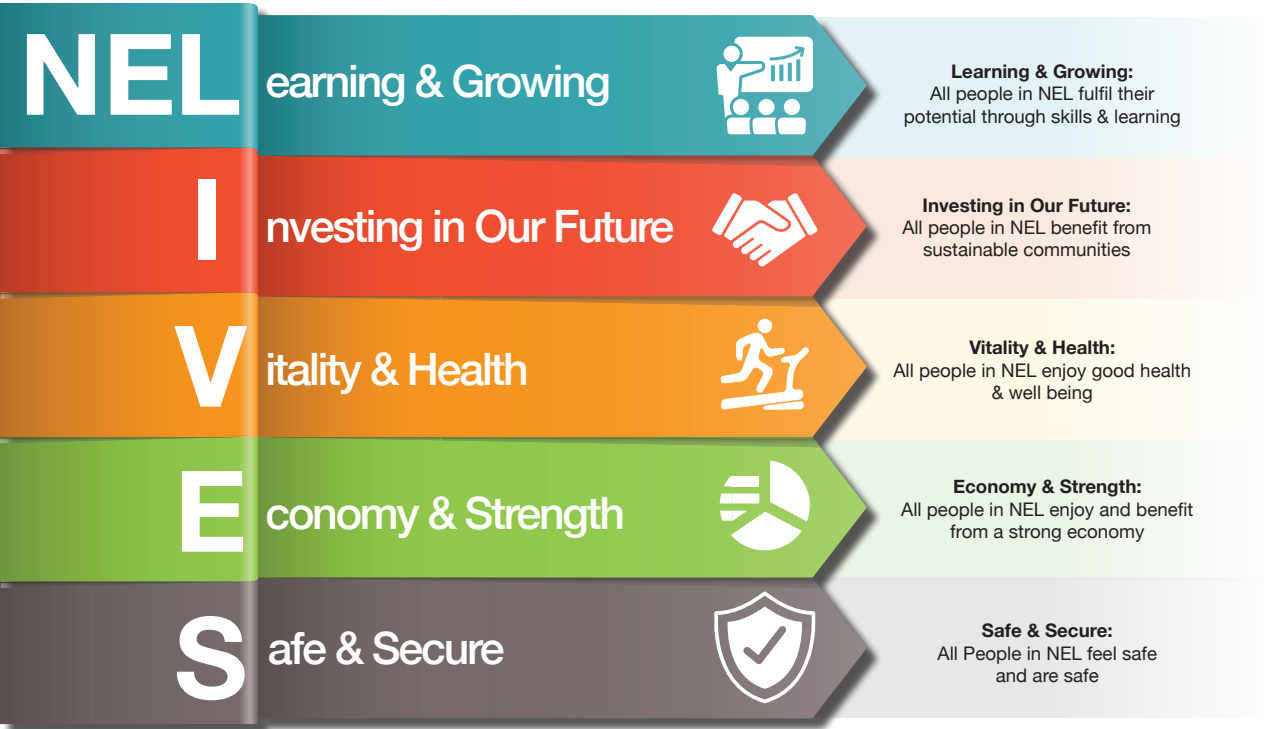 NEL earning & Growing
Learning & Growing:
All people in NEL fulfil their
potential through skills & learning
I nvesting in Our Future
Investing in Our Future:
All people in NEL benefit from
sustainable communities
V itality & Health
Vitality & Health:
All people in NEL enjoy good health
& well being
E conomy & Strength
Economy & Strength:
All people in NEL enjoy and benefit
from a strong economy
S afe & Secure
Safe & Secure:
All People in NEL feel safe
and are safe